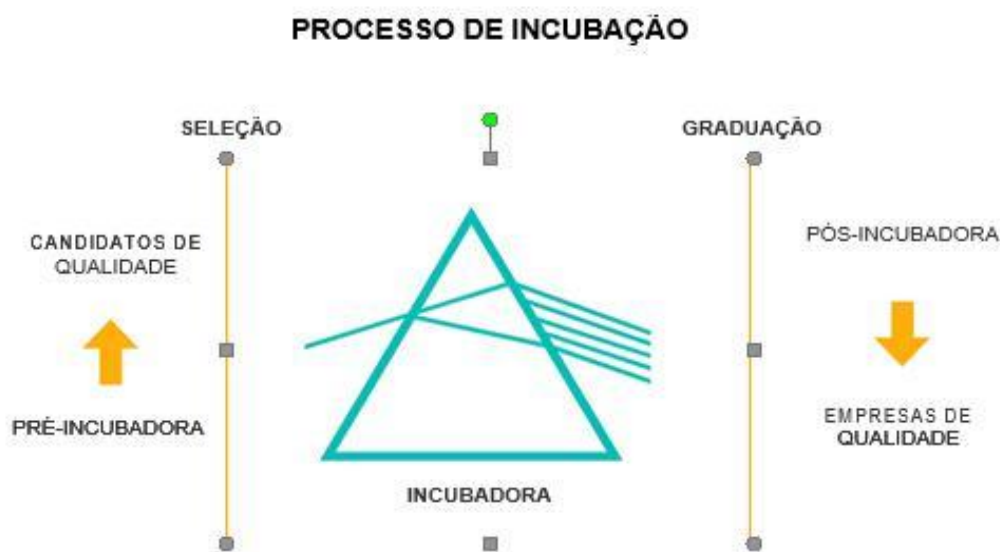 PROCESSO DE INCUBAÇÃO
SELEÇÃO
GRADUAÇÃO
CANDIDATOS DE
QUALIDADE
PÓS-INCUBADORA
PRÉ-INCUBADORA
EMPRESAS DE
QUALIDADE
INCUBADORA